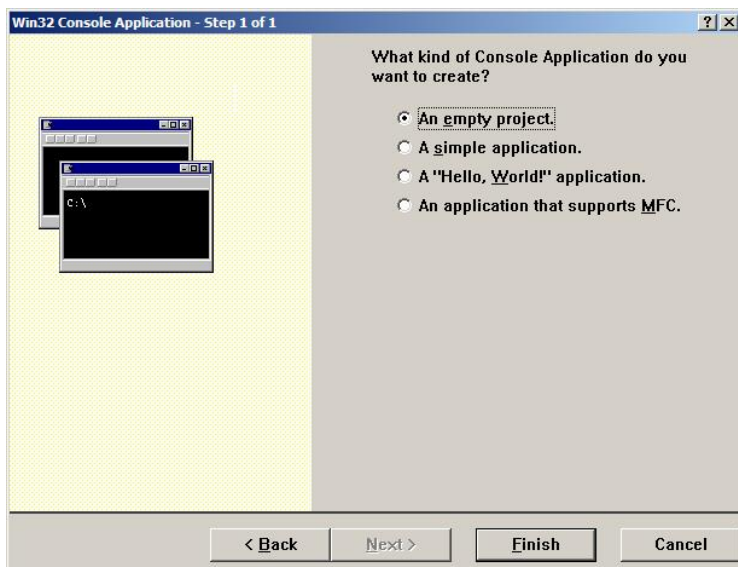 Win32 Console Application - Step 1 of 1
What kind of Console Application do you
want to create?
An empty project.
A simple application.
A "Hello, World!" application.
An application that supports MFC.
C:\
< Back
Next >
Finish
Cancel